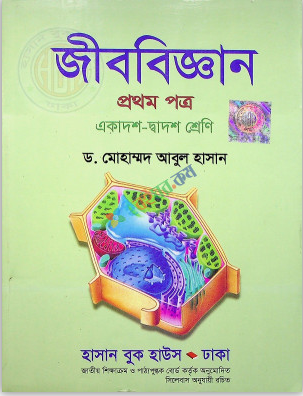 জীববিজ্ঞান
প্রথম পত্র
একাদশ-দ্বাদশ শ্রেণি
ড. মোহাম্মদ আবুল হাসান
হাসান বুক হাউস ঢাকা
জাতীয় শিক্ষাক্রম ও পাঠ্যপুস্তক বোর্ড কর্তৃক অনুমোদিত
সিলেবাস অনুযায়ী রচিত